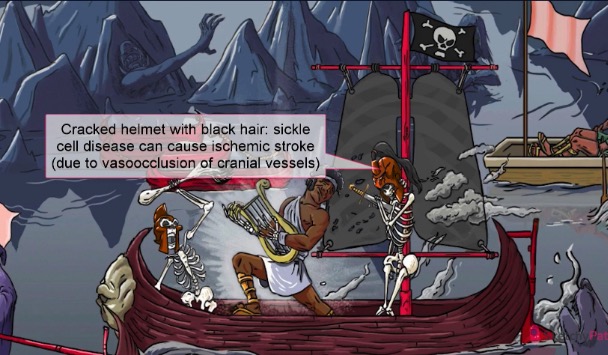 Cracked helmet with black hair: sickle
cell disease can cause ischemic stroke
(due to vasoocclusion of cranial vessels)